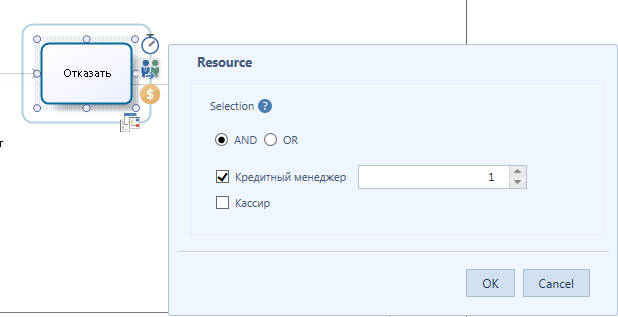 Отказать
$
т
Resource
Selection ?
AND OR
Кредитный менеджер 1
Кассир
OK Cancel